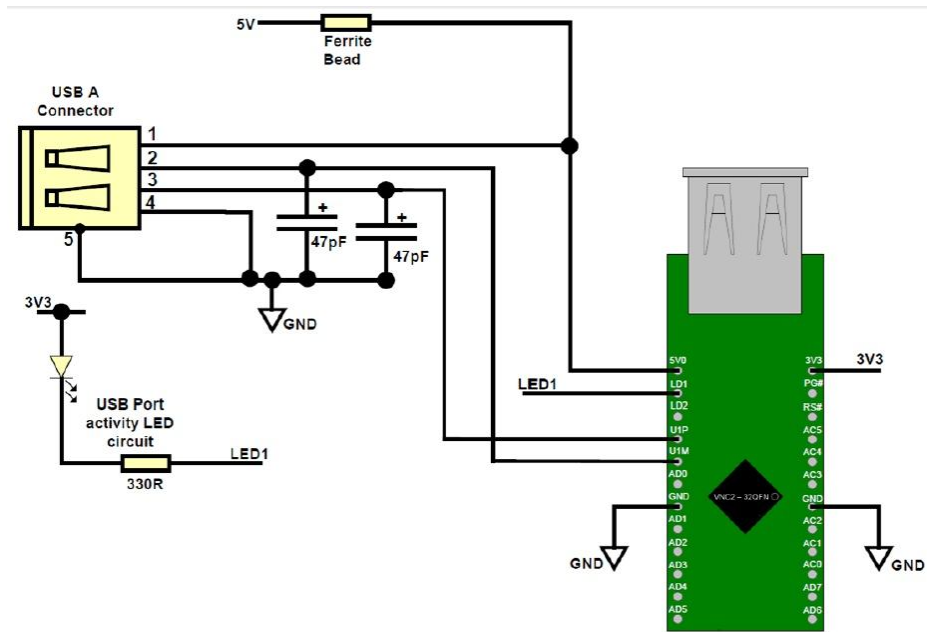 5V
Ferrite
Bead
USB A
Connector
1
2
3
4
5
+
47pF
+
47pF
GND
3V3
USB Port
activity LED
circuit
LED1
330R
LED1
5V0
LD1
LD2
U1P
U1M
AD0
GND
AD1
AD2
AD3
AD4
AD5
3V3
PG#
RS#
AC5
AC4
AC3
GND
AC2
AC1
AC0
AD7
AD6
VNC2 – 32QFN
3V3
GND
GND